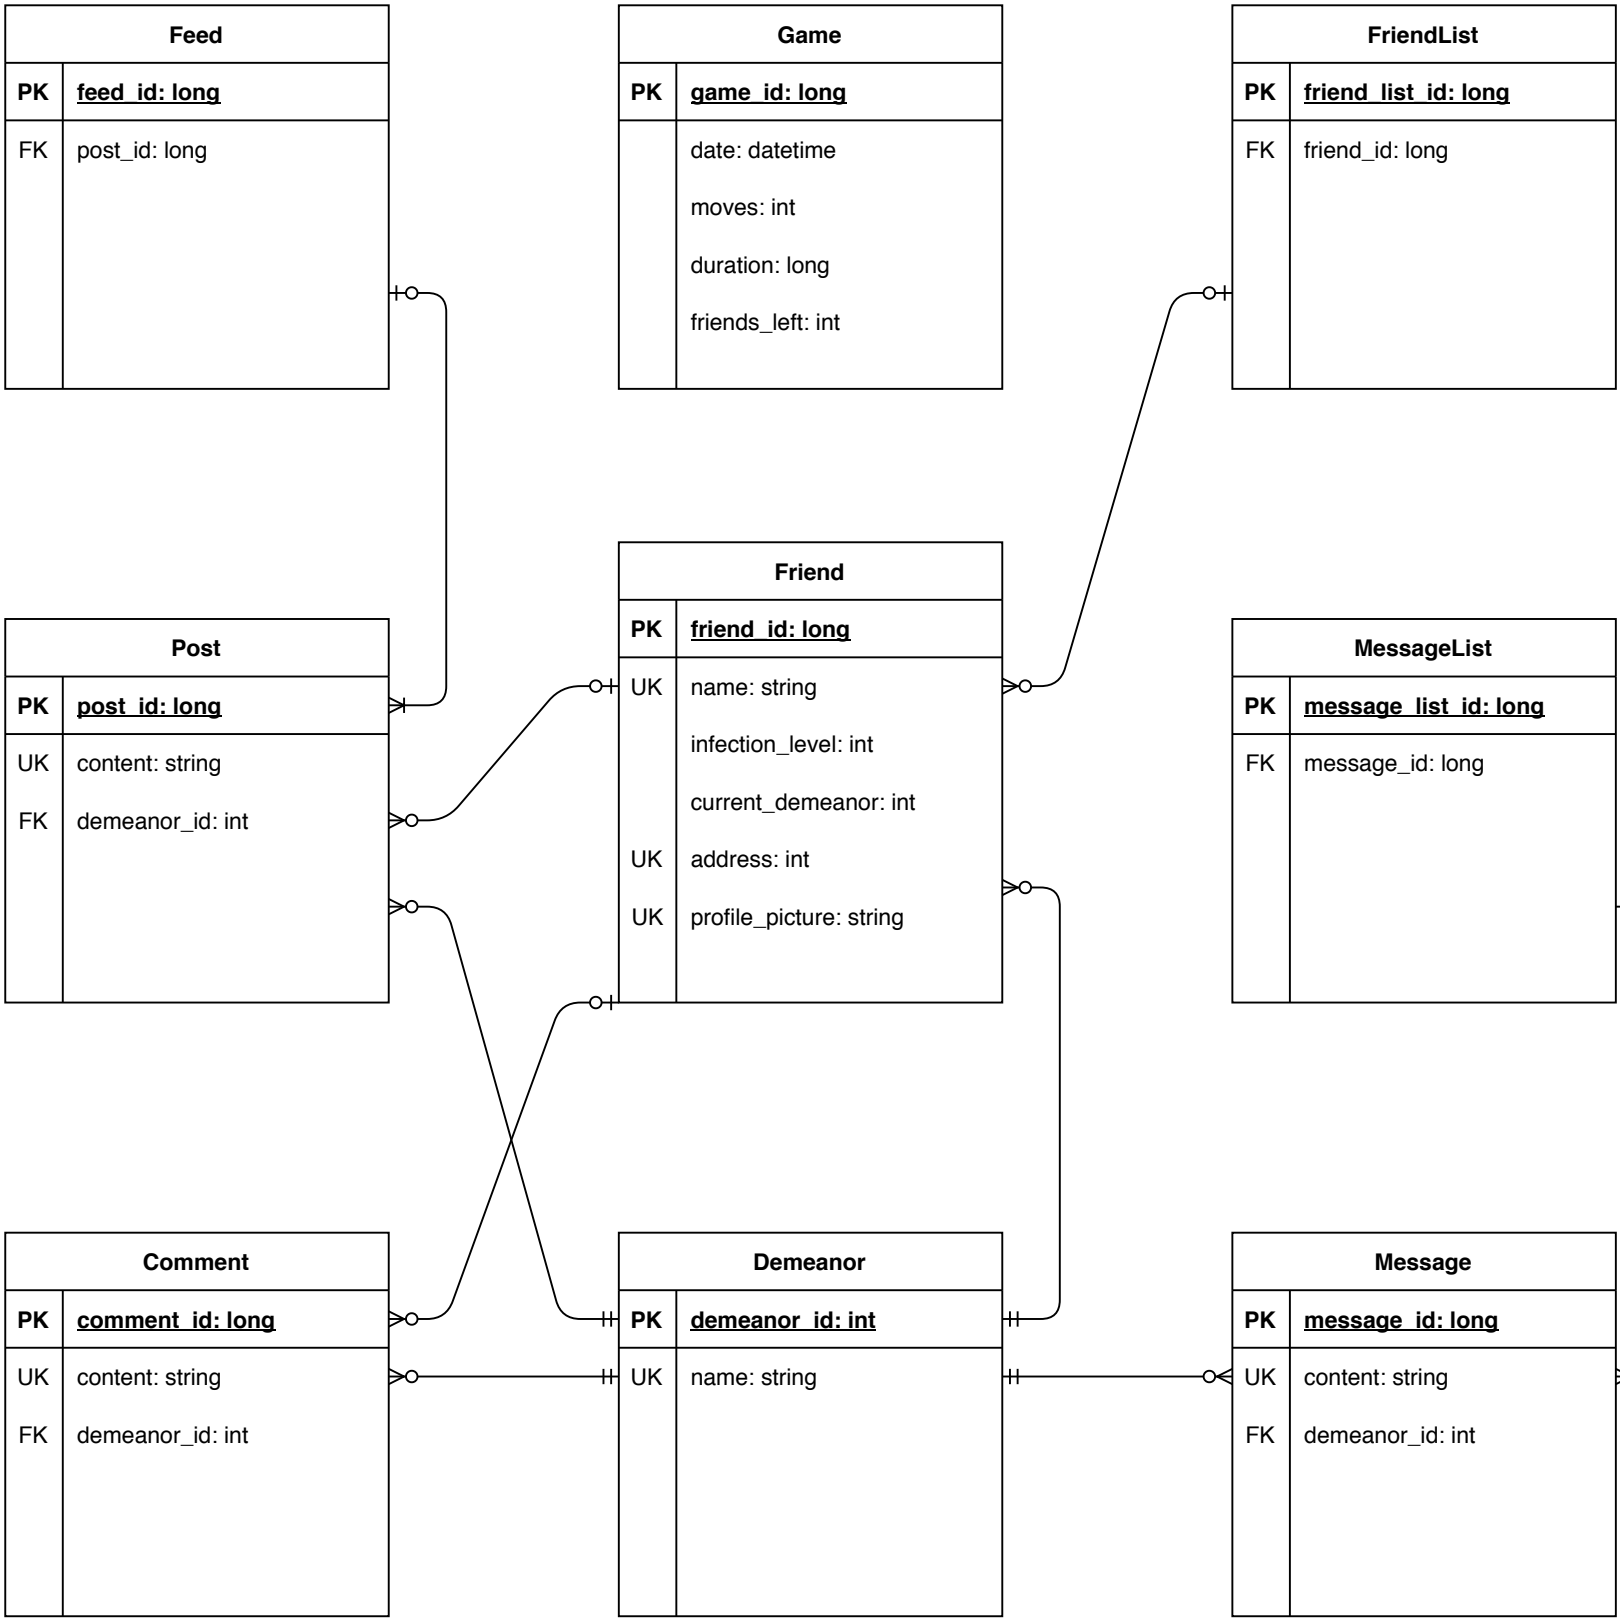 Feed
PK feed_id: long
FK post_id: long
Game
PK game_id: long
date: datetime
moves: int
duration: long
friends_left: int
FriendList
PK friend_list_id: long
FK friend_id: long
Post
PK post_id: long
UK content: string
FK demeanor_id: int
Friend
PK friend_id: long
UK name: string
infection_level: int
current_demeanor: int
UK address: int
UK profile_picture: string
MessageList
PK message_list_id: long
FK message_id: long
Comment
PK comment_id: long
UK content: string
FK demeanor_id: int
Demeanor
PK demeanor_id: int
UK name: string
Message
PK message_id: long
UK content: string
FK demeanor_id: int